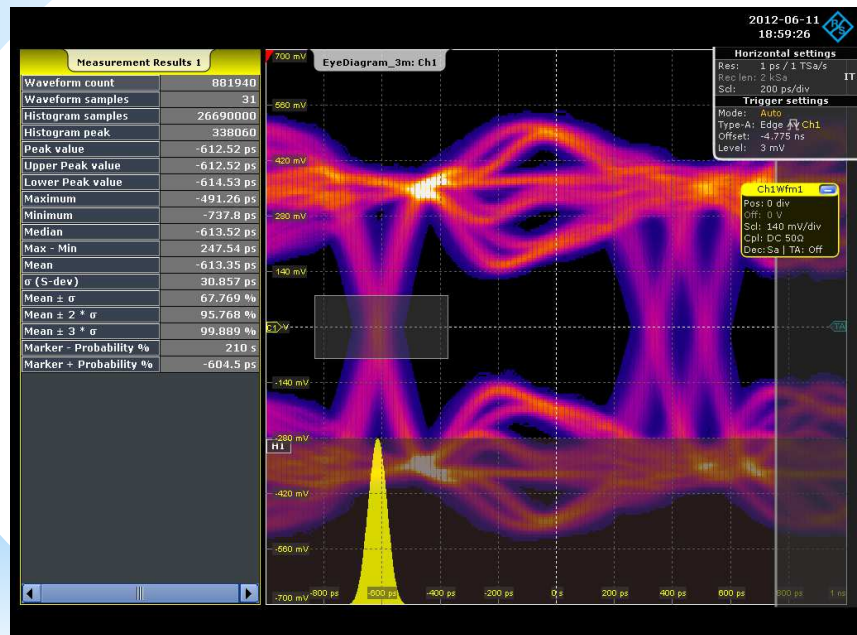 2012-06-11
18:59:26
Measurement Results 1
Waveform count 881940
Waveform samples 31
Histogram samples 26690000
Histogram peak 338060
Peak value -612.52 ps
Upper Peak value -612.52 ps
Lower Peak value -614.53 ps
Maximum -491.26 ps
Minimum -737.8 ps
Median -613.52 ps
Max - Min 247.54 ps
Mean -613.35 ps
σ (S-dev) 30.857 ps
Mean ± σ 67.769 %
Mean ± 2 * σ 95.768 %
Mean ± 3 * σ 99.889 %
Marker - Probability % 210 s
Marker + Probability % -604.5 ps
EyeDiagram_3m: Ch1
700 mV
560 mV
420 mV
280 mV
140 mV
C1 V
-140 mV
-280 mV
H1
-420 mV
-560 mV
-700 mV
-800 ps
-600 ps
-400 ps
-200 ps
0 s
200 ps
400 ps
600 ps
800 ps
1 ns
Horizontal settings
Res: 1 ps / 1 TSa/s
Rec len: 2 kSa
IT
Scl: 200 ps/div
Trigger settings
Mode: Auto
Type-A: Edge Ch1
Offset: -4.775 ns
Level: 3 mV
Ch1Wfm1
Pos: 0 div
Off: 0 V
Scl: 140 mV/div
Cpl: DC 50Ω
Dec: Sa | TA: Off
TA